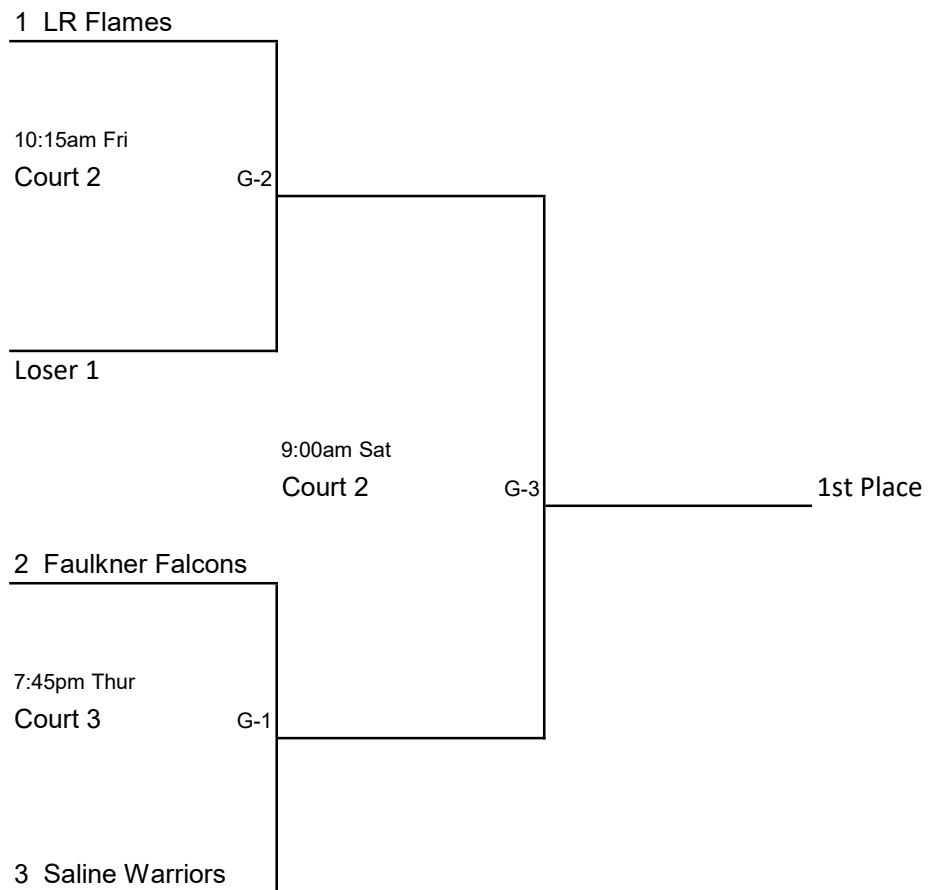 1 LR Flames
10:15am Fri
Court 2 G-2
Loser 1
9:00am Sat
Court 2 G-3 1st Place
2 Faulkner Falcons
7:45pm Thur
Court 3 G-1
3 Saline Warriors